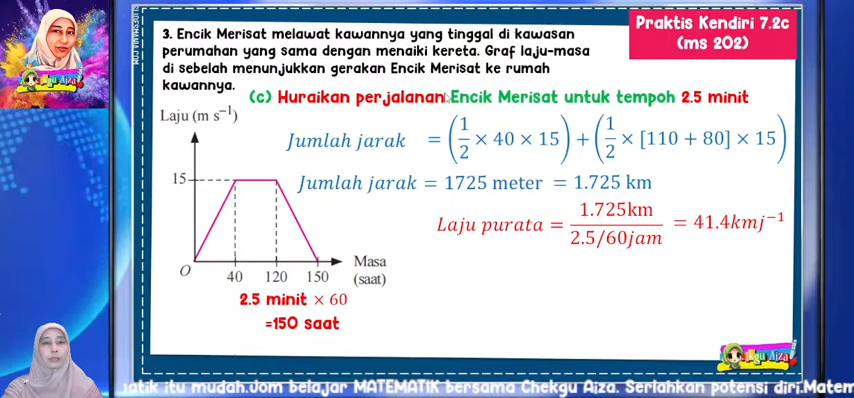 Praktis Kendiri 7.2c
(ms 202)
3. Encik Merisat melawat kawannya yang tinggal di kawasan
perumahan yang sama dengan menaiki kereta. Graf laju-masa
di sebelah menunjukkan gerakan Encik Merisat ke rumah
kawannya.
(c) Huraikan perjalanan Encik Merisat untuk tempoh 2.5 minit
Laju (m s⁻¹)
Jumlah jarak = (1/2 × 40 × 15) + (1/2 × [110 + 80] × 15)
15
Jumlah jarak = 1725 meter = 1.725 km
Laju purata = 1.725km / 2.5/60jam = 41.4kmj⁻¹
O
40 120 150
Masa
(saat)
2.5 minit × 60
=150 saat
atik itu mudah.Jom belajar MATEMATIK bersama Chekgu Aiza. Serlahkan potensi diri.Matem